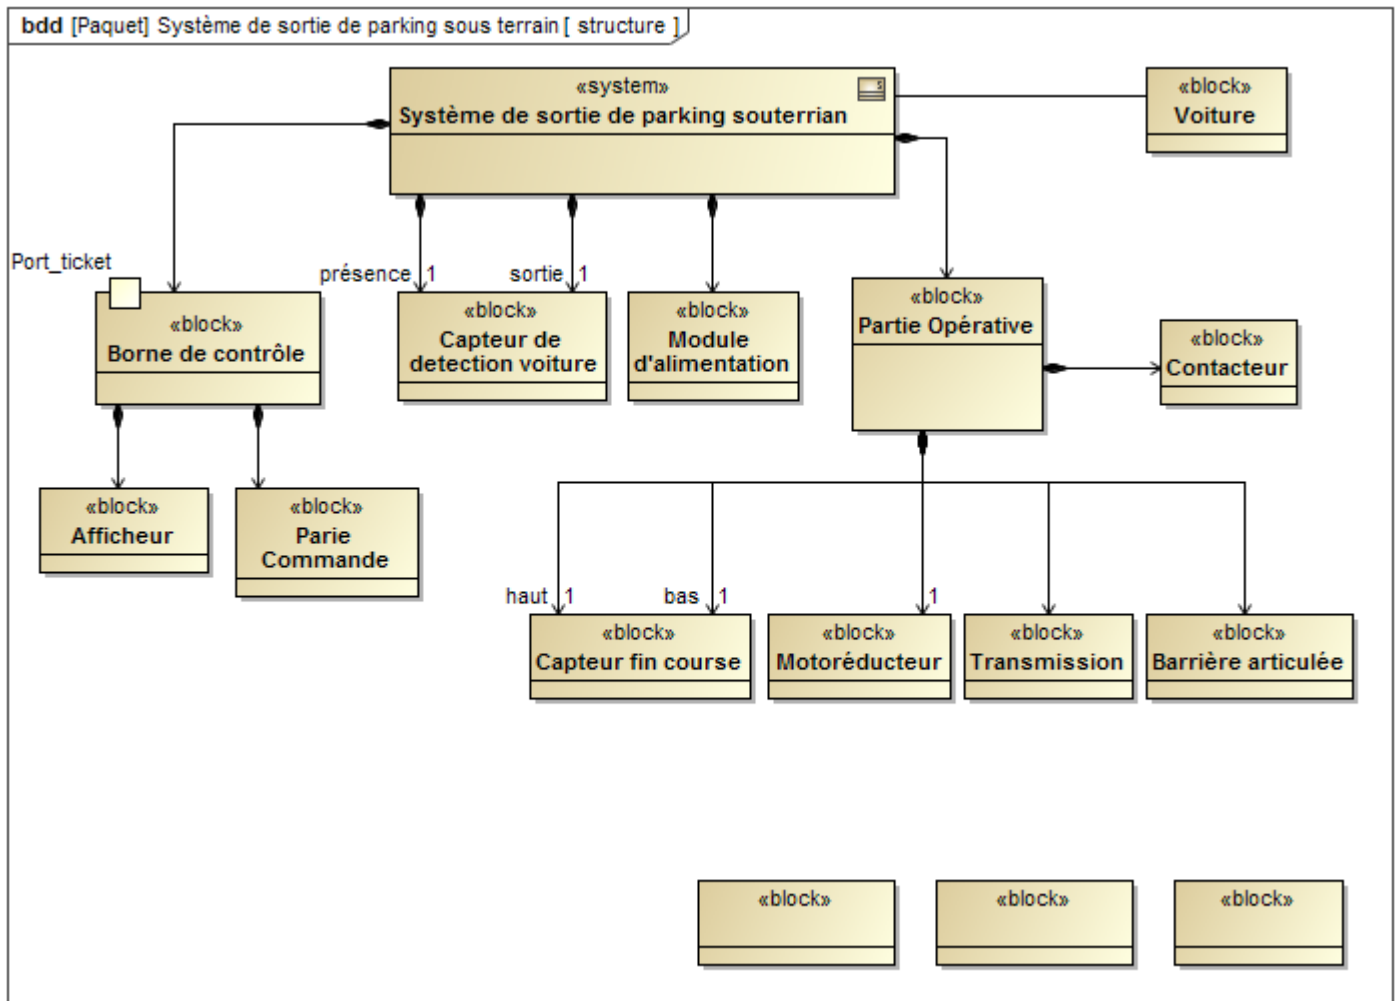 bdd [Paquet] Système de sortie de parking sous terrain [ structure ]
«system»
Système de sortie de parking souterrian
«block»
Voiture
Port_ticket
présence 1
sortie 1
«block»
Borne de contrôle
«block»
Capteur de
detection voiture
«block»
Module
d'alimentation
«block»
Partie Opérative
«block»
Contacteur
«block»
Afficheur
«block»
Parie
Commande
haut 1
bas 1
1
«block»
Capteur fin course
«block»
Motoréducteur
«block»
Transmission
«block»
Barrière articulée
«block»
«block»
«block»